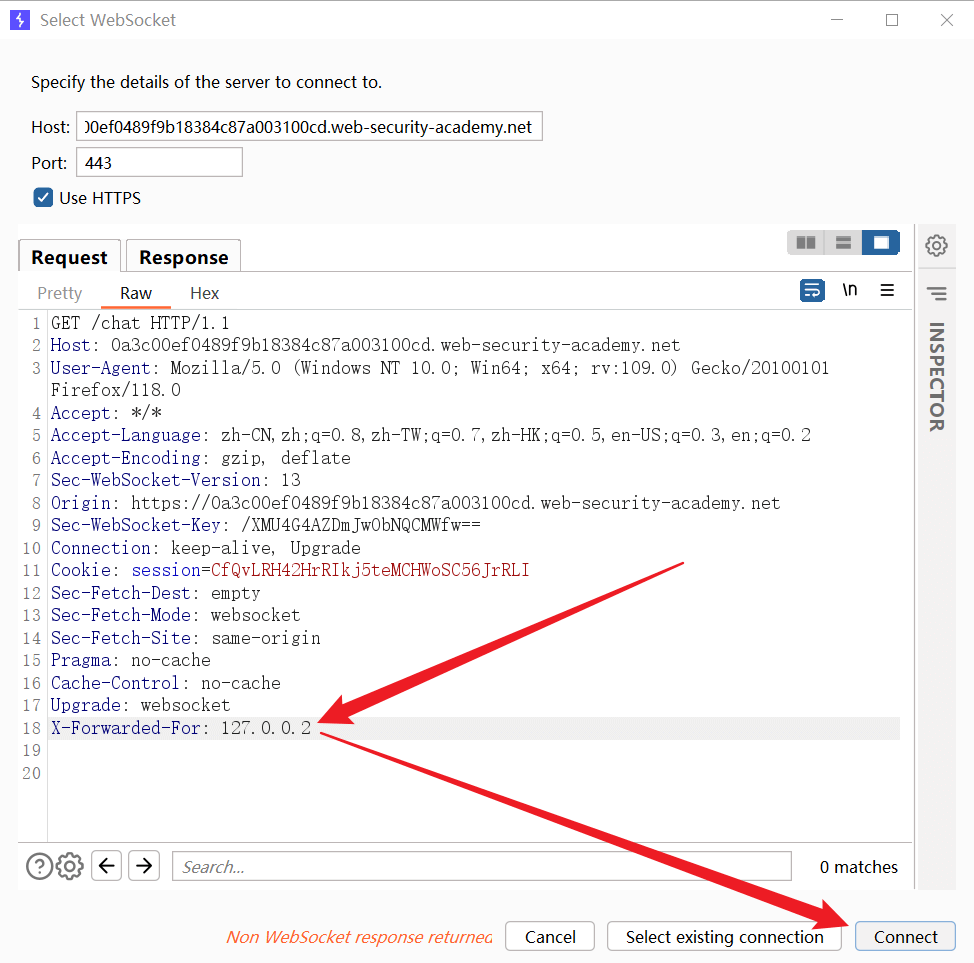 Select WebSocket
Specify the details of the server to connect to.
Host: 00ef0489f9b18384c87a003100cd.web-security-academy.net
Port: 443
Use HTTPS
Request Response
Pretty Raw Hex
\n
1 GET /chat HTTP/1.1
2 Host: 0a3c00ef0489f9b18384c87a003100cd.web-security-academy.net
3 User-Agent: Mozilla/5.0 (Windows NT 10.0; Win64; x64; rv:109.0) Gecko/20100101
Firefox/118.0
4 Accept: */*
5 Accept-Language: zh-CN,zh;q=0.8,zh-TW;q=0.7,zh-HK;q=0.5,en-US;q=0.3,en;q=0.2
6 Accept-Encoding: gzip, deflate
7 Sec-WebSocket-Version: 13
8 Origin: https://0a3c00ef0489f9b18384c87a003100cd.web-security-academy.net
9 Sec-WebSocket-Key: /XMU4G4AZDmJw0bNQCMWfw==
10 Connection: keep-alive, Upgrade
11 Cookie: session=CfQvLRH42HrRIkj5teMCHWoSC56JrRLI
12 Sec-Fetch-Dest: empty
13 Sec-Fetch-Mode: websocket
14 Sec-Fetch-Site: same-origin
15 Pragma: no-cache
16 Cache-Control: no-cache
17 Upgrade: websocket
18 X-Forwarded-For: 127.0.0.2
19
20
INSPECTOR
Search...
0 matches
Non WebSocket response returned
Cancel
Select existing connection
Connect